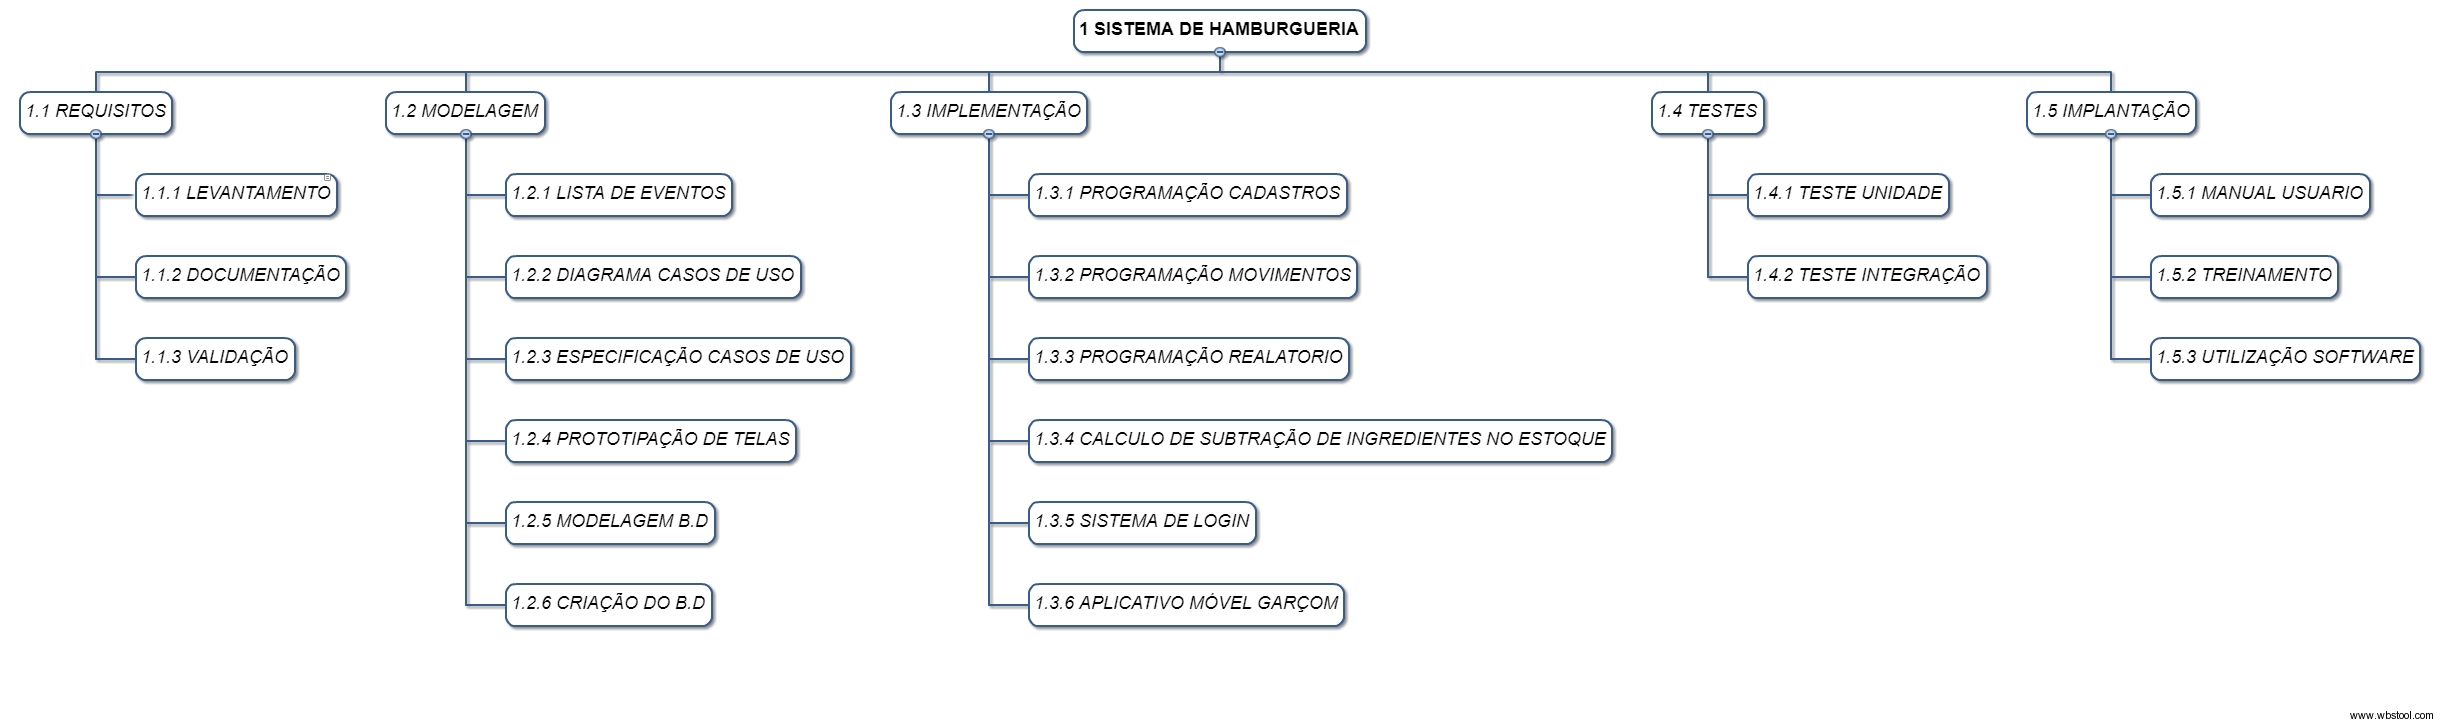 1 SISTEMA DE HAMBURGUERIA
1.1 REQUISITOS
1.1.1 LEVANTAMENTO
1.1.2 DOCUMENTAÇÃO
1.1.3 VALIDAÇÃO
1.2 MODELAGEM
1.2.1 LISTA DE EVENTOS
1.2.2 DIAGRAMA CASOS DE USO
1.2.3 ESPECIFICAÇÃO CASOS DE USO
1.2.4 PROTOTIPAÇÃO DE TELAS
1.2.5 MODELAGEM B.D
1.2.6 CRIAÇÃO DO B.D
1.3 IMPLEMENTAÇÃO
1.3.1 PROGRAMAÇÃO CADASTROS
1.3.2 PROGRAMAÇÃO MOVIMENTOS
1.3.3 PROGRAMAÇÃO REALATORIO
1.3.4 CALCULO DE SUBTRAÇÃO DE INGREDIENTES NO ESTOQUE
1.3.5 SISTEMA DE LOGIN
1.3.6 APLICATIVO MÓVEL GARÇOM
1.4 TESTES
1.4.1 TESTE UNIDADE
1.4.2 TESTE INTEGRAÇÃO
1.5 IMPLANTAÇÃO
1.5.1 MANUAL USUARIO
1.5.2 TREINAMENTO
1.5.3 UTILIZAÇÃO SOFTWARE
www.wbstool.com